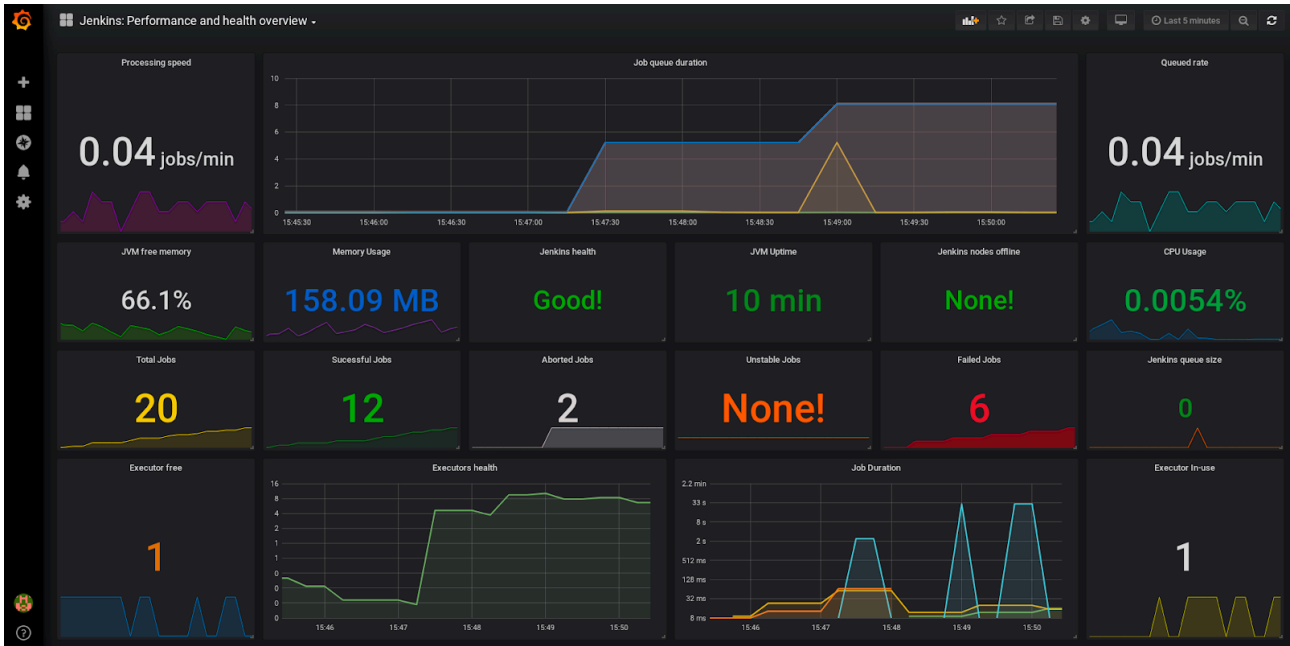 Jenkins: Performance and health overview
Last 5 minutes
Processing speed
0.04 jobs/min
Job queue duration
10
8
6
4
2
0
15:45:30 15:46:00 15:46:30 15:47:00 15:47:30 15:48:00 15:48:30 15:49:00 15:49:30 15:50:00
Queued rate
0.04 jobs/min
JVM free memory
66.1%
Memory Usage
158.09 MB
Jenkins health
Good!
JVM Uptime
10 min
Jenkins nodes offline
None!
CPU Usage
0.0054%
Total Jobs
20
Sucessful Jobs
12
Aborted Jobs
2
Unstable Jobs
None!
Failed Jobs
6
Jenkins queue size
0
Executor free
1
Executors health
16
8
4
2
1
1
0
0
0
0
15:46 15:47 15:48 15:49 15:50
Job Duration
2.2 min
33 s
8 s
2 s
512 ms
128 ms
32 ms
8 ms
15:46 15:47 15:48 15:49 15:50
Executor In-use
1